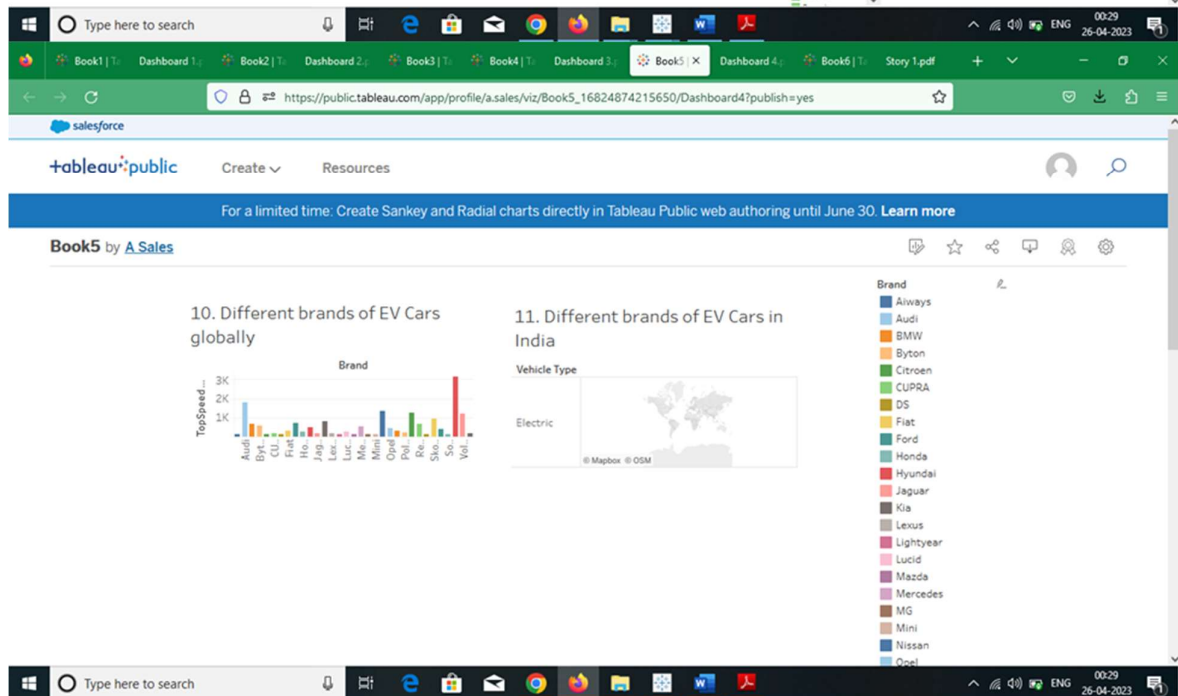 Type here to search
ENG
00:29
26-04-2023
1
Book1 | Ta
Dashboard 1.p
Book2 | Ta
Dashboard 2.p
Book3 | Ta
Book4 | Ta
Dashboard 3.p
Book5 |
Dashboard 4.p
Book6 | Ta
Story 1.pdf
https://public.tableau.com/app/profile/a.sales/viz/Book5_16824874215650/Dashboard4?publish=yes
salesforce
+ableau public
Create
Resources
For a limited time: Create Sankey and Radial charts directly in Tableau Public web authoring until June 30. Learn more
Book5 by A Sales
10. Different brands of EV Cars
globally
Brand
TopSpeed...
3K
2K
1K
Audi
Byt..
CU..
Fiat
Ho..
Jag..
Lex..
Luc..
Me..
Mini
Opel
Pol..
Re..
Sko..
So..
Vol..
11. Different brands of EV Cars in
India
Vehicle Type
Electric
© Mapbox © OSM
Brand
Aiways
Audi
BMW
Byton
Citroen
CUPRA
DS
Fiat
Ford
Honda
Hyundai
Jaguar
Kia
Lexus
Lightyear
Lucid
Mazda
Mercedes
MG
Mini
Nissan
Opel
Type here to search
ENG
00:29
26-04-2023